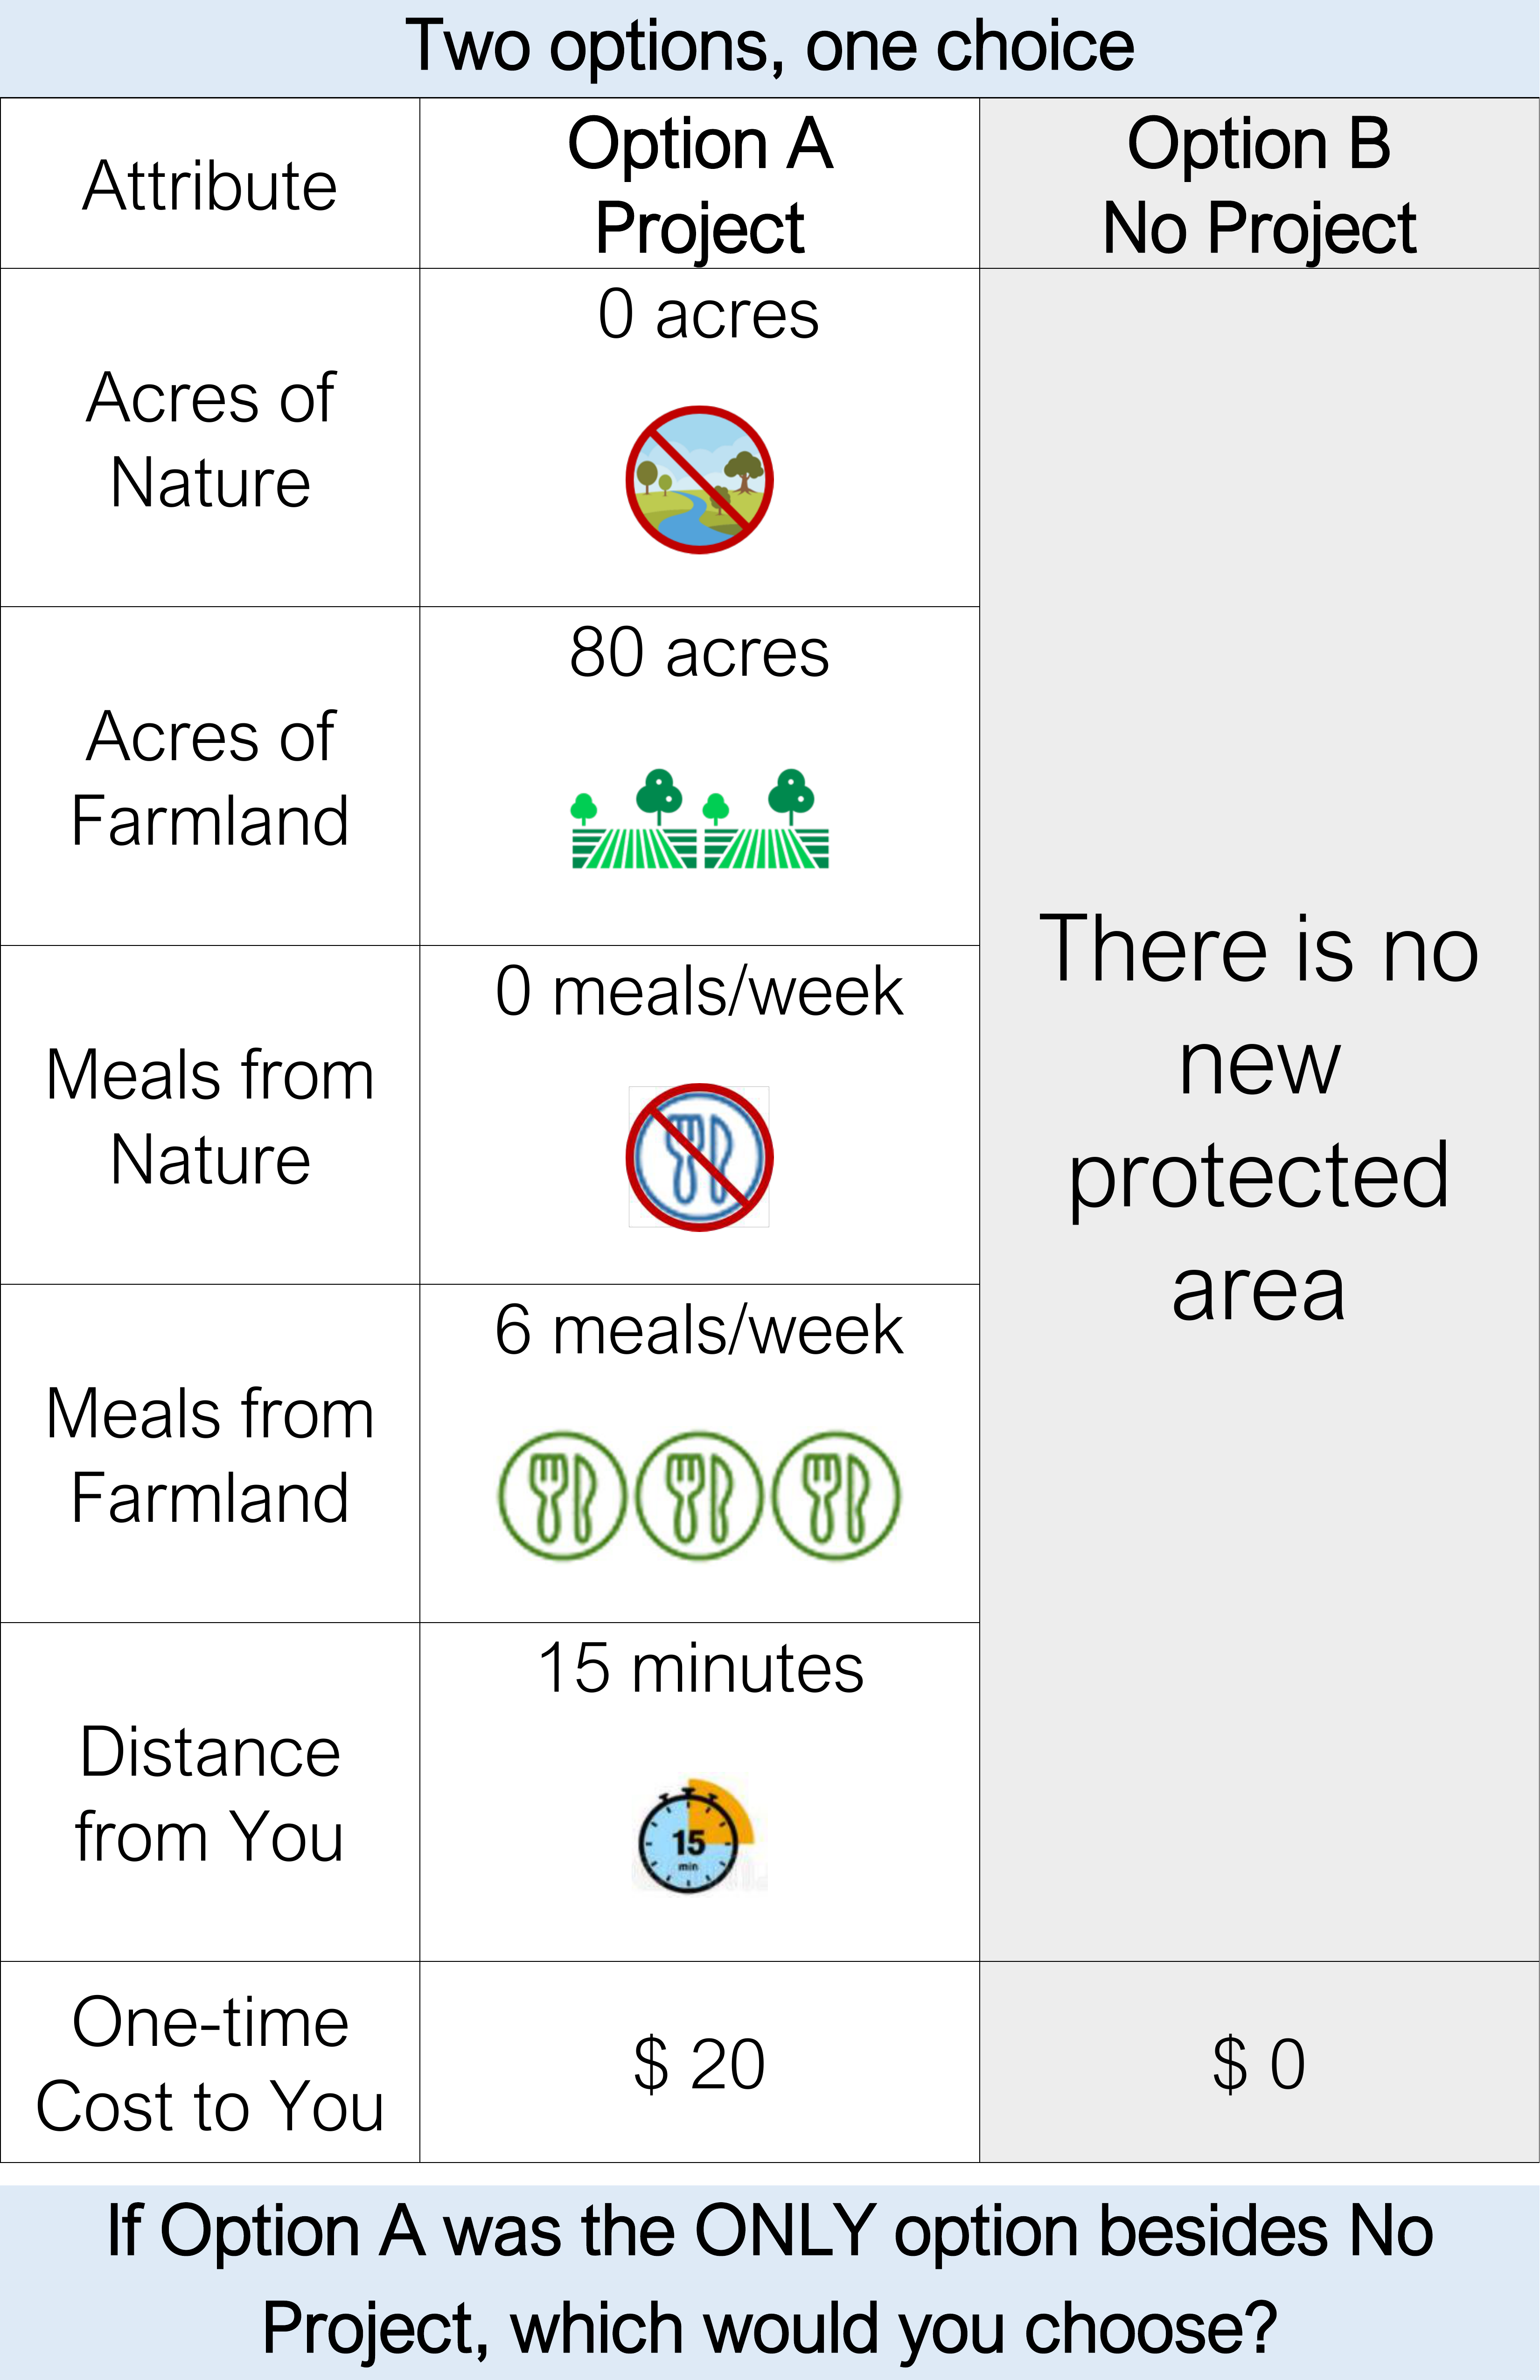 Two options, one choice
Attribute
Option A
Project
Option B
No Project
Acres of
Nature
0 acres
Acres of
Farmland
80 acres
Meals from
Nature
0 meals/week
Meals from
Farmland
6 meals/week
Distance
from You
15 minutes
15
min
There is no
new
protected
area
One-time
Cost to You
$ 20
$ 0
If Option A was the ONLY option besides No
Project, which would you choose?